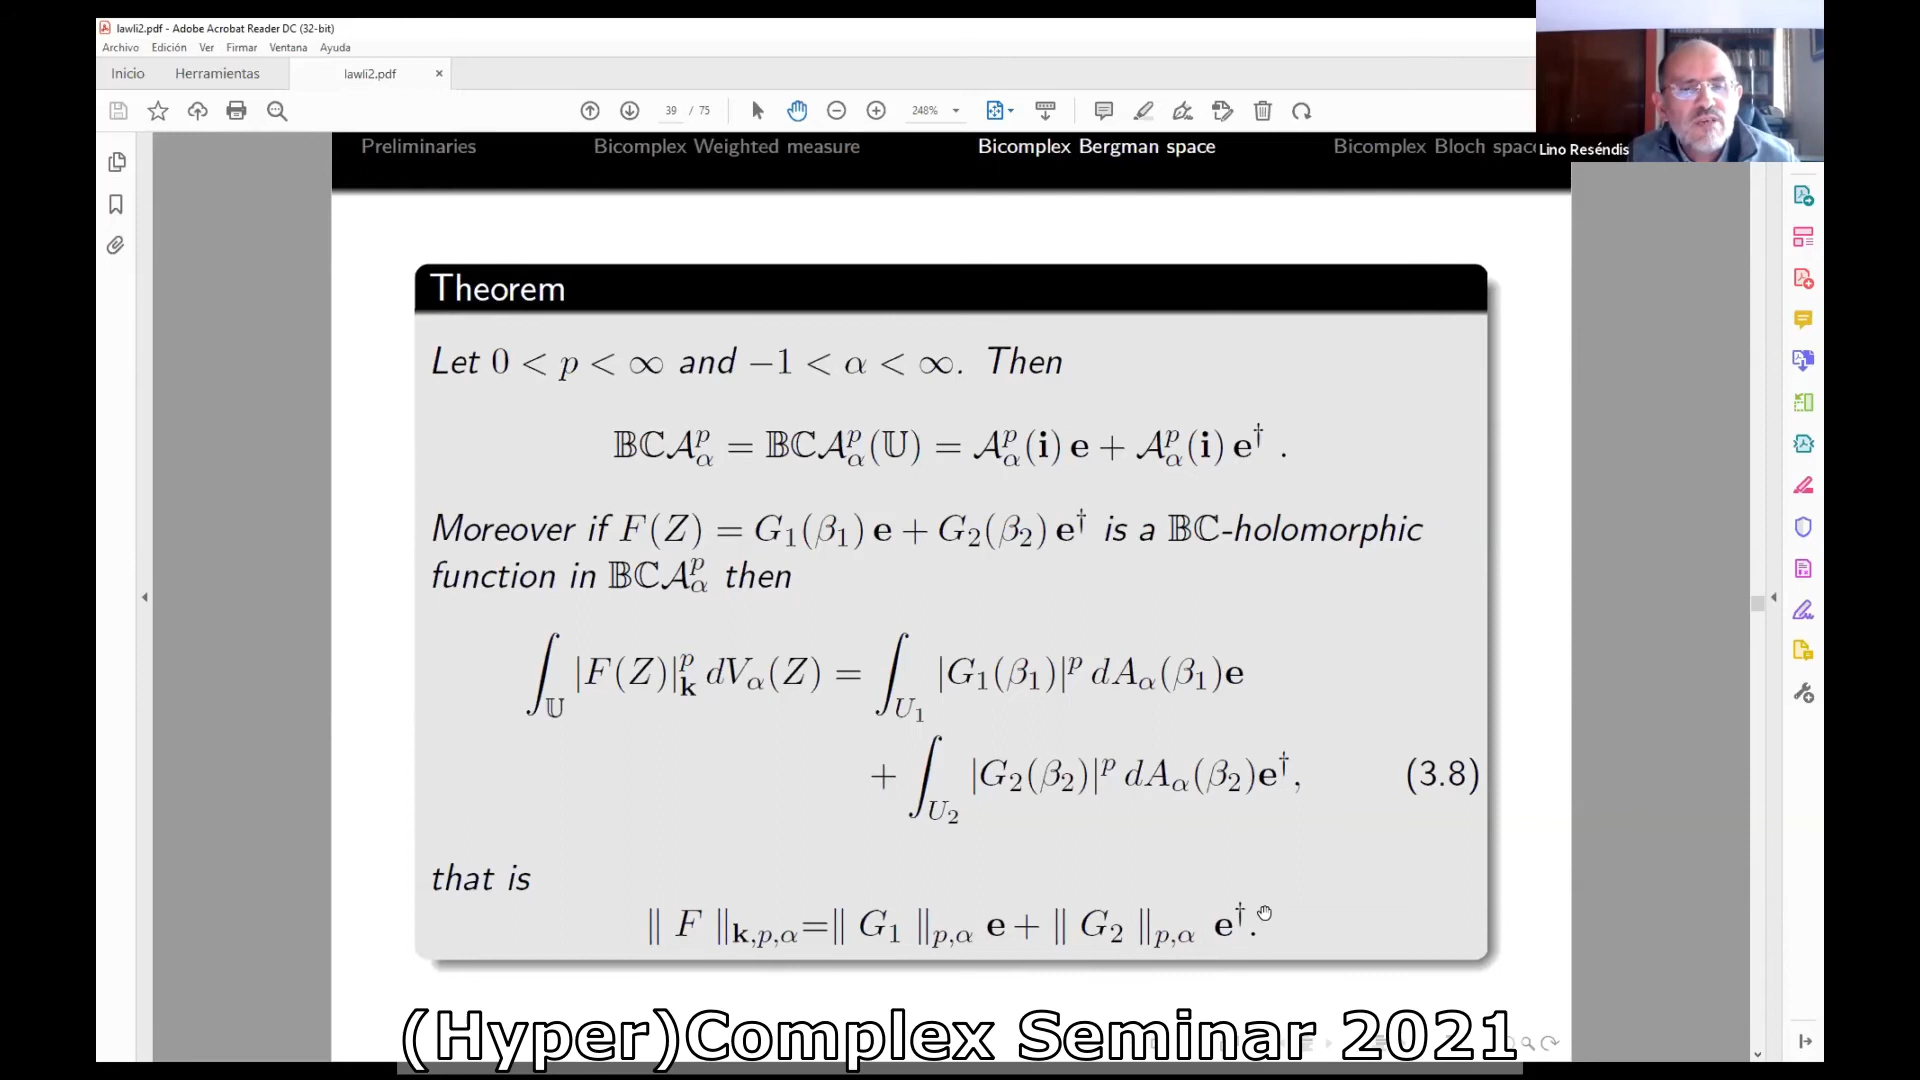 lawli2.pdf - Adobe Acrobat Reader DC (32-bit)
Archivo Edición Ver Firmar Ventana Ayuda
Inicio Herramientas lawli2.pdf ×
39 / 75 248%
Lino Reséndis
Preliminaries Bicomplex Weighted measure Bicomplex Bergman space Bicomplex Bloch space
Theorem
Let 0 < p < ∞ and −1 < α < ∞. Then
𝔹ℂ𝒜^p_α = 𝔹ℂ𝒜^p_α(𝕌) = 𝒜^p_α(i) e + 𝒜^p_α(i) e^† .
Moreover if F(Z) = G_1(β_1) e + G_2(β_2) e^† is a 𝔹ℂ-holomorphic
function in 𝔹ℂ𝒜^p_α then
∫_𝕌 |F(Z)|^p_k dV_α(Z) = ∫_{U_1} |G_1(β_1)|^p dA_α(β_1)e
+ ∫_{U_2} |G_2(β_2)|^p dA_α(β_2)e^†, (3.8)
that is
‖ F ‖_{k,p,α}=‖ G_1 ‖_{p,α} e + ‖ G_2 ‖_{p,α} e^†.
(Hyper)Complex Seminar 2021